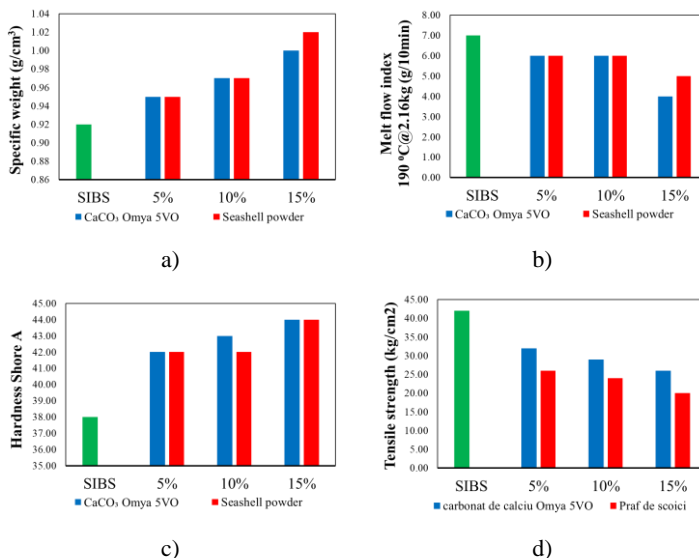 Specific weight (g/cm³)
1.04
1.02
1.00
0.98
0.96
0.94
0.92
0.90
0.88
0.86
SIBS 5% 10% 15%
CaCO₃ Omya 5VO Seashell powder
a)
Melt flow index
190 ⁰C@2.16kg (g/10min)
8.00
7.00
6.00
5.00
4.00
3.00
2.00
1.00
0.00
SIBS 5% 10% 15%
CaCO₃ Omya 5VO Seashell powder
b)
Hardness Shore A
45.00
44.00
43.00
42.00
41.00
40.00
39.00
38.00
37.00
36.00
35.00
SIBS 5% 10% 15%
CaCO₃ Omya 5VO Seashell powder
c)
Tensile strength (kg/cm2)
45.00
40.00
35.00
30.00
25.00
20.00
15.00
10.00
5.00
0.00
SIBS 5% 10% 15%
carbonat de calciu Omya 5VO Praf de scoici
d)